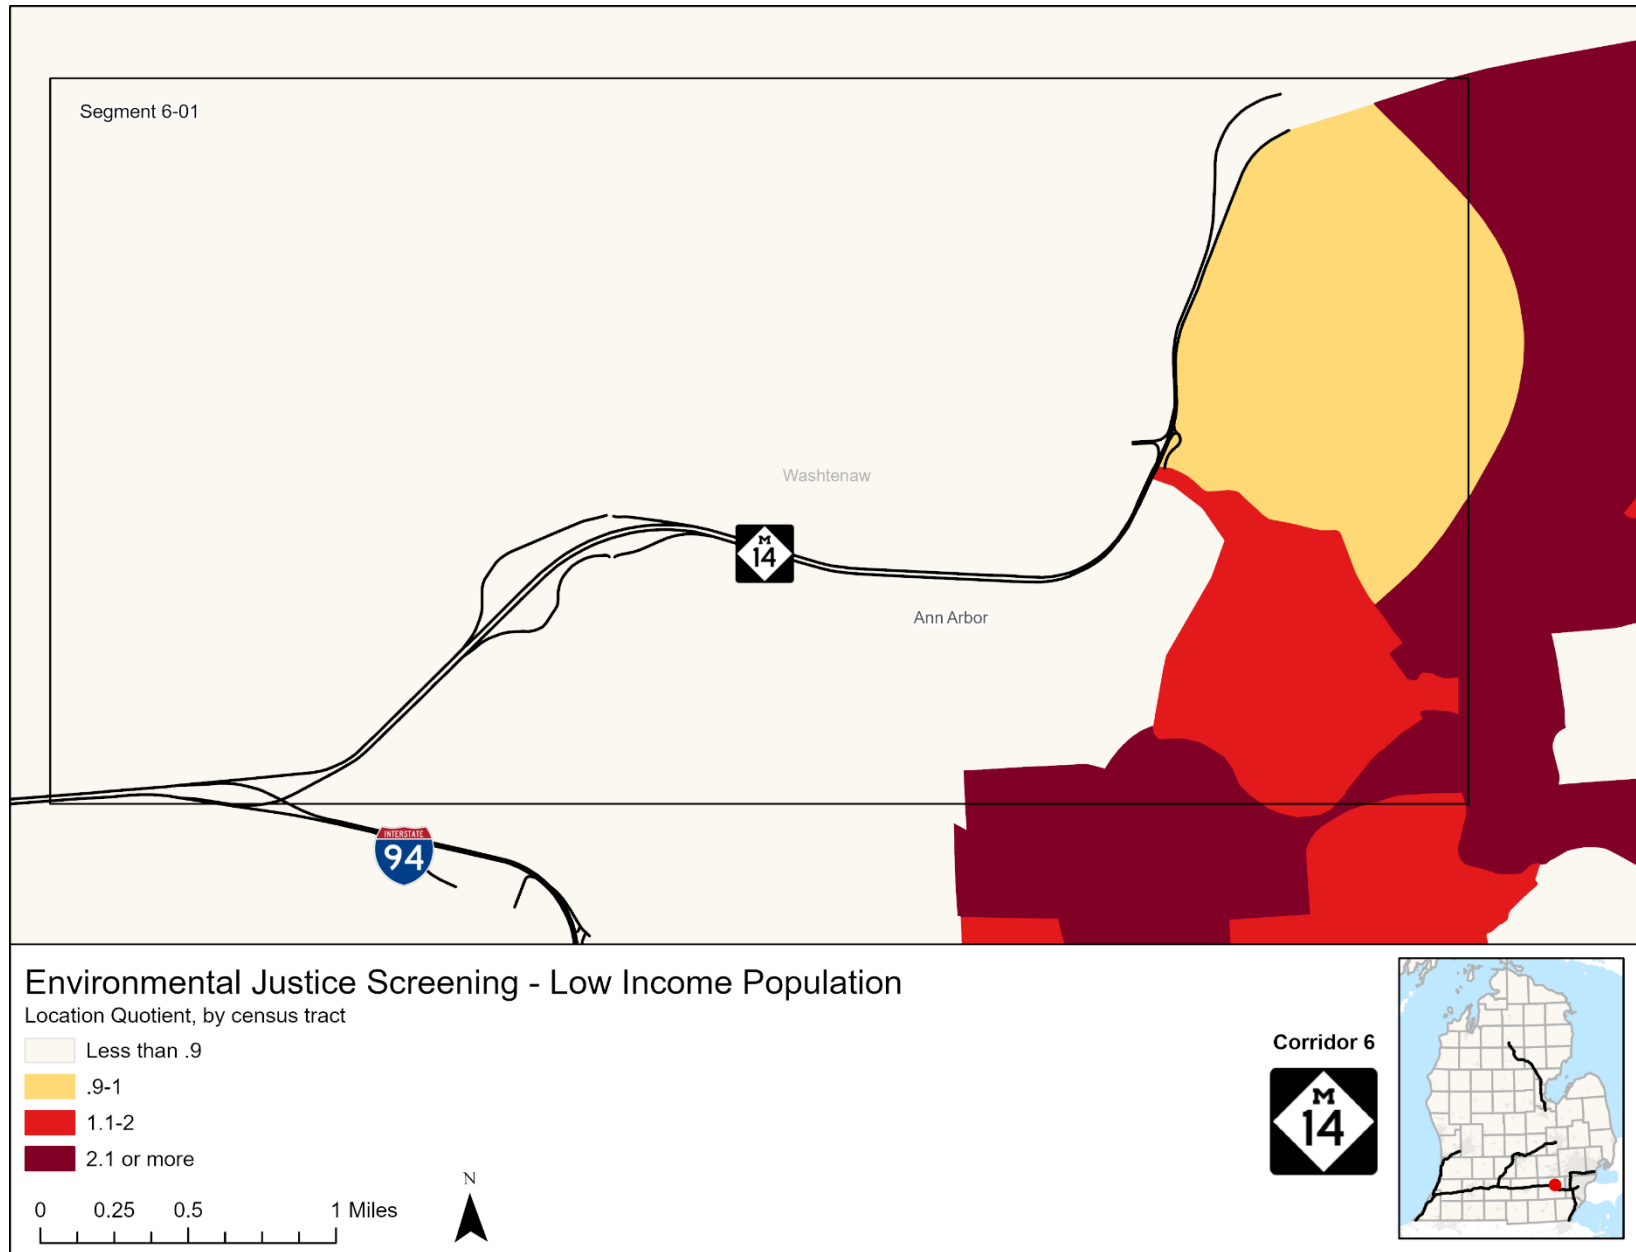 Segment 6-01
Washtenaw
M
14
Ann Arbor
INTERSTATE
94
Environmental Justice Screening - Low Income Population
Location Quotient, by census tract
Less than .9
.9-1
1.1-2
2.1 or more
0 0.25 0.5 1 Miles
N
Corridor 6
M
14